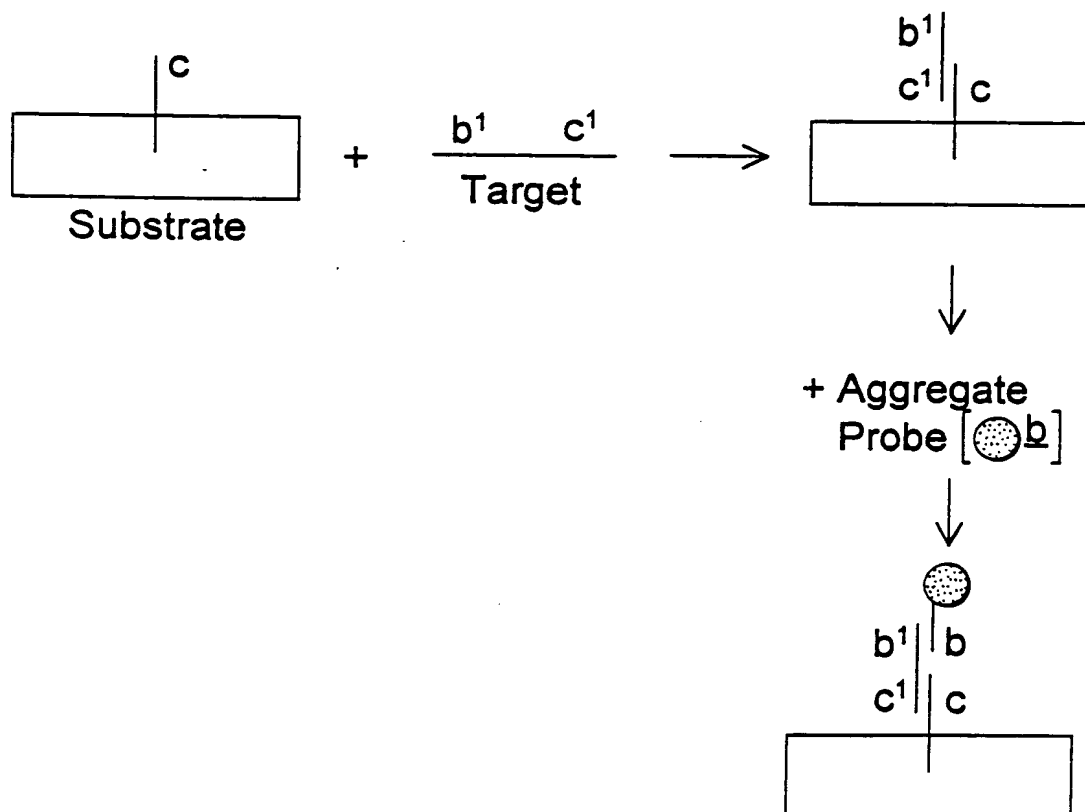 c
Substrate
+
b¹ c¹
Target
b¹
c¹ c
+ Aggregate
Probe [ b ]
b¹ b
c¹ c